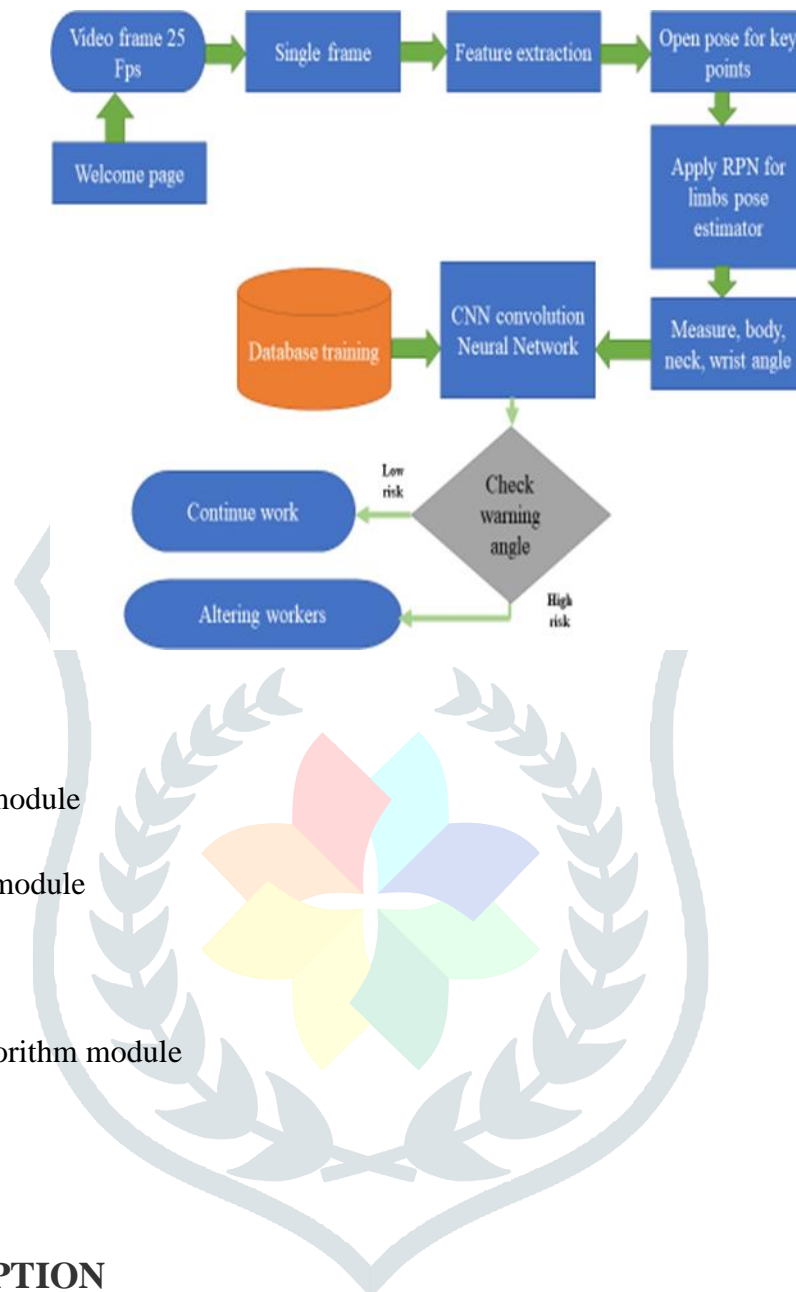 Video frame 25
Fps
Single frame
Feature extraction
Open pose for key
points
Welcome page
Apply RPN for
limbs pose
estimator
Database training
CNN convolution
Neural Network
Measure, body,
neck, wrist angle
Low
risk
Continue work
Check
warning
angle
Altering workers
High
risk
module
module
orithm module
PTION